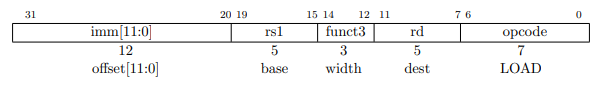 31 20 19 15 14 12 11 7 6 0
imm[11:0] rs1 funct3 rd opcode
12 5 3 5 7
offset[11:0] base width dest LOAD